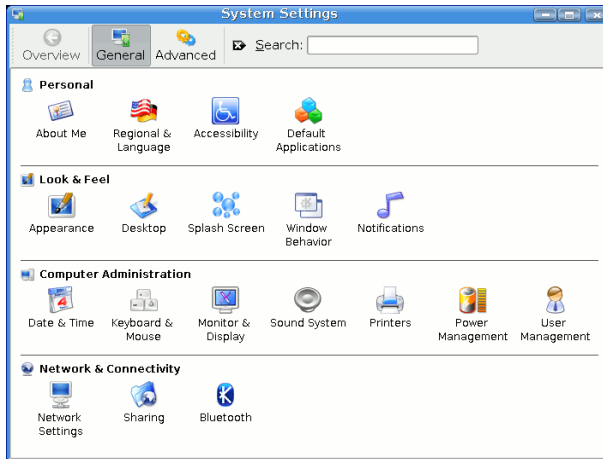 System Settings
Overview General Advanced Search:
Personal
About Me Regional & Language Accessibility Default Applications
Look & Feel
Appearance Desktop Splash Screen Window Behavior Notifications
Computer Administration
Date & Time Keyboard & Mouse Monitor & Display Sound System Printers Power Management User Management
Network & Connectivity
Network Settings Sharing Bluetooth